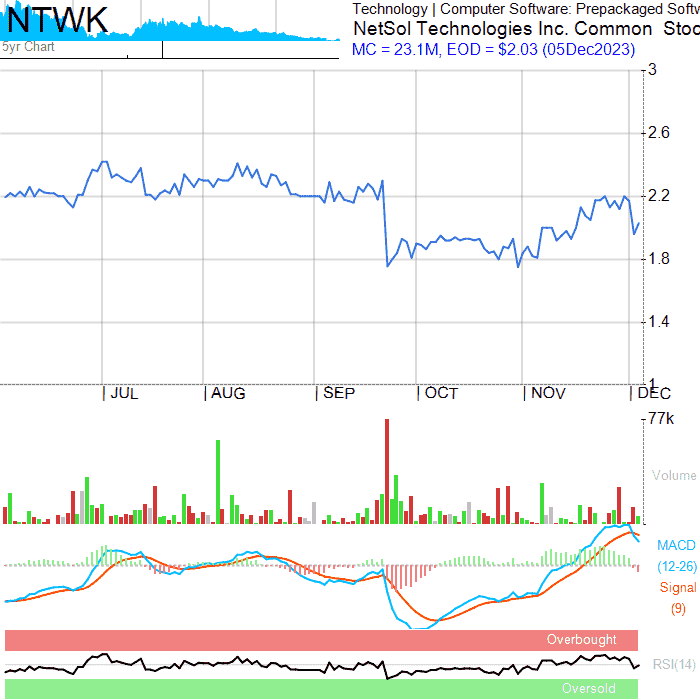 NTWK
5yr Chart
Technology | Computer Software: Prepackaged Softw
NetSol Technologies Inc. Common Stoc
MC = 23.1M, EOD = $2.03 (05Dec2023)
3
2.6
2.2
1.8
1.4
1
JUL AUG SEP OCT NOV DEC
77k
Volume
MACD
(12-26)
Signal
(9)
Overbought
RSI(14)
Oversold